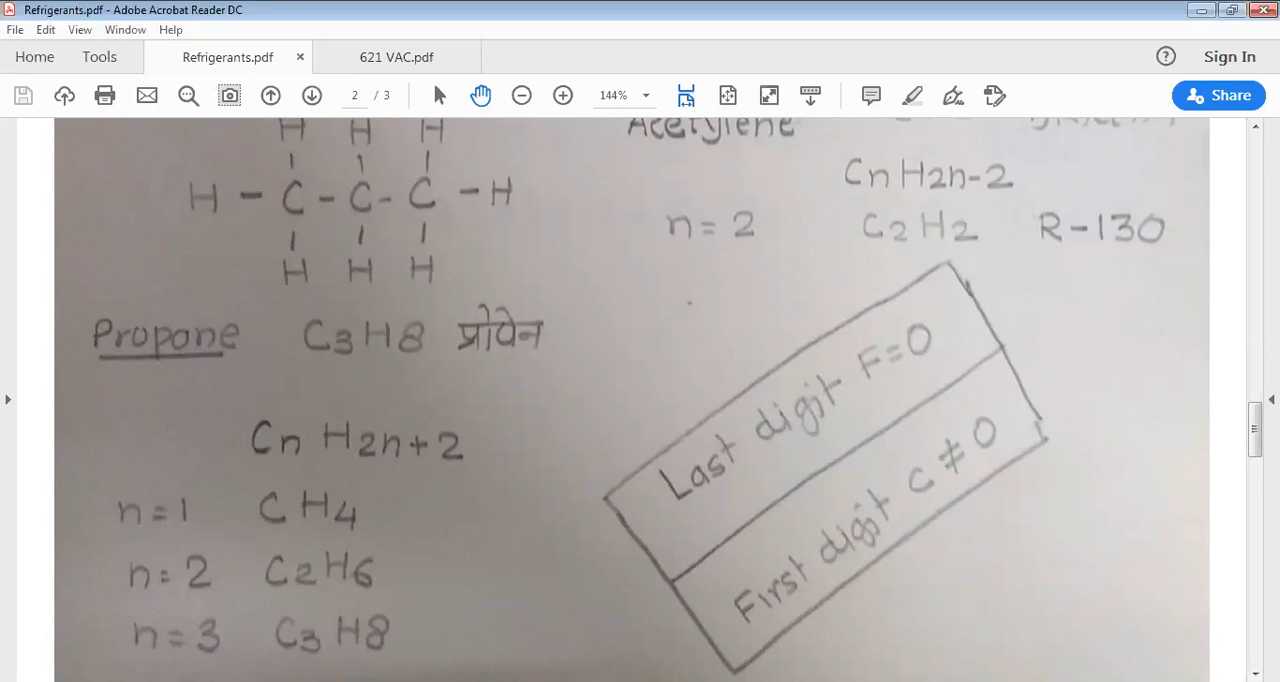 Refrigerants.pdf - Adobe Acrobat Reader DC
File Edit View Window Help
Home Tools Refrigerants.pdf × 621 VAC.pdf Sign In
2 / 3 144% Share
H H H
H - C - C - C - H
H H H
Propone C3H8 प्रोपेन
CnH2n+2
n=1 CH4
n=2 C2H6
n=3 C3H8
Acetylene
CnH2n-2
n=2 C2H2 R-130
Last digit F=0
First digit C≠0